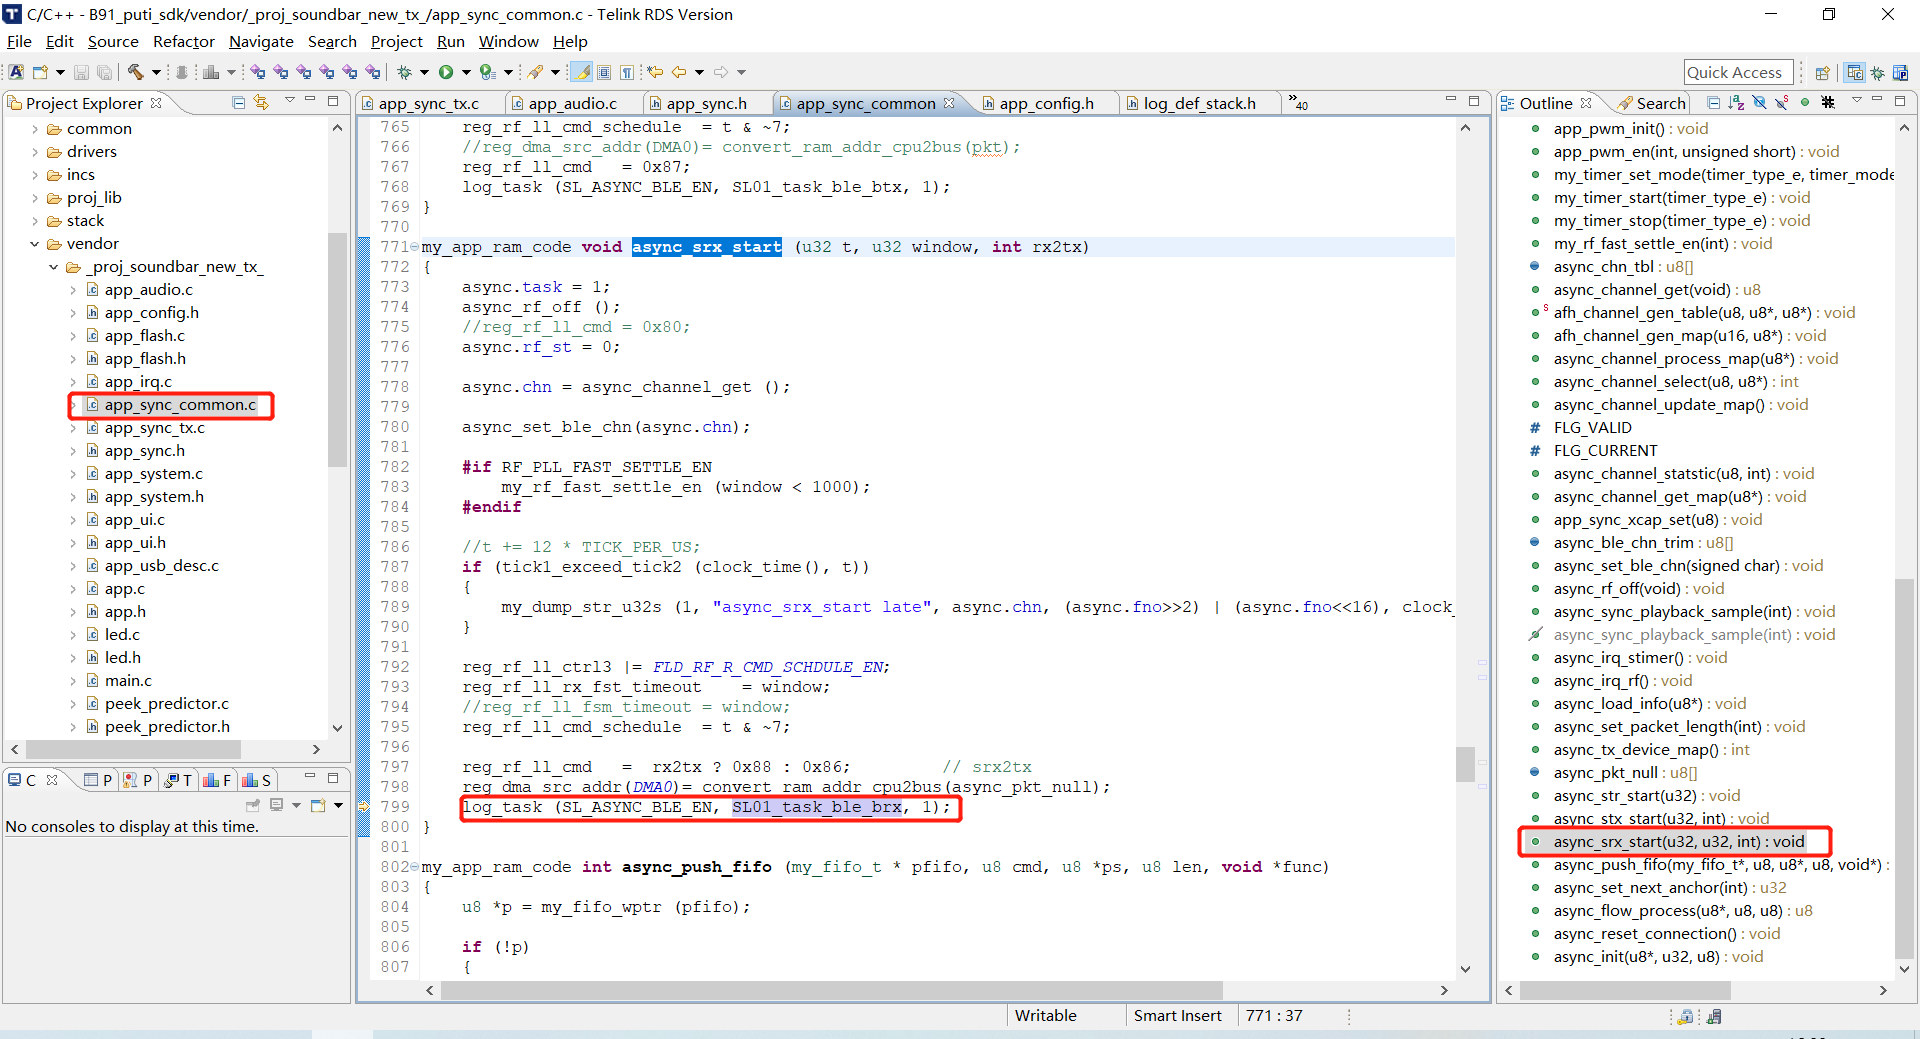 C/C++ - B91_puti_sdk/vendor/_proj_soundbar_new_tx_/app_sync_common.c - Telink RDS Version
File Edit Source Refactor Navigate Search Project Run Window Help
Quick Access
Project Explorer
common
drivers
incs
proj_lib
stack
vendor
_proj_soundbar_new_tx_
app_audio.c
app_config.h
app_flash.c
app_flash.h
app_irq.c
app_sync_common.c
app_sync_tx.c
app_sync.h
app_system.c
app_system.h
app_ui.c
app_ui.h
app_usb_desc.c
app.c
app.h
led.c
led.h
main.c
peek_predictor.c
peek_predictor.h
C P P T F S
No consoles to display at this time.
app_sync_tx.c app_audio.c app_sync.h app_sync_common app_config.h log_def_stack.h »40
765 reg_rf_ll_cmd_schedule = t & ~7;
766 //reg_dma_src_addr(DMA0)= convert_ram_addr_cpu2bus(pkt);
767 reg_rf_ll_cmd = 0x87;
768 log_task (SL_ASYNC_BLE_EN, SL01_task_ble_btx, 1);
769 }
770
771 my_app_ram_code void async_srx_start (u32 t, u32 window, int rx2tx)
772 {
773 async.task = 1;
774 async_rf_off ();
775 //reg_rf_ll_cmd = 0x80;
776 async.rf_st = 0;
777
778 async.chn = async_channel_get ();
779
780 async_set_ble_chn(async.chn);
781
782 #if RF_PLL_FAST_SETTLE_EN
783 my_rf_fast_settle_en (window < 1000);
784 #endif
785
786 //t += 12 * TICK_PER_US;
787 if (tick1_exceed_tick2 (clock_time(), t))
788 {
789 my_dump_str_u32s (1, "async_srx_start late", async.chn, (async.fno>>2) | (async.fno<<16), clock_
790 }
791
792 reg_rf_ll_ctrl3 |= FLD_RF_R_CMD_SCHDULE_EN;
793 reg_rf_ll_rx_fst_timeout = window;
794 //reg_rf_ll_fsm_timeout = window;
795 reg_rf_ll_cmd_schedule = t & ~7;
796
797 reg_rf_ll_cmd = rx2tx ? 0x88 : 0x86; // srx2tx
798 reg_dma_src_addr(DMA0)= convert_ram_addr_cpu2bus(async_pkt_null);
799 log_task (SL_ASYNC_BLE_EN, SL01_task_ble_brx, 1);
800 }
801
802 my_app_ram_code int async_push_fifo (my_fifo_t * pfifo, u8 cmd, u8 *ps, u8 len, void *func)
803 {
804 u8 *p = my_fifo_wptr (pfifo);
805
806 if (!p)
807 {
Outline Search
app_pwm_init() : void
app_pwm_en(int, unsigned short) : void
my_timer_set_mode(timer_type_e, timer_mode
my_timer_start(timer_type_e) : void
my_timer_stop(timer_type_e) : void
my_rf_fast_settle_en(int) : void
async_chn_tbl : u8[]
async_channel_get(void) : u8
afh_channel_gen_table(u8, u8*, u8*) : void
afh_channel_gen_map(u16, u8*) : void
async_channel_process_map(u8*) : void
async_channel_select(u8, u8*) : int
async_channel_update_map() : void
FLG_VALID
FLG_CURRENT
async_channel_statstic(u8, int) : void
async_channel_get_map(u8*) : void
app_sync_xcap_set(u8) : void
async_ble_chn_trim : u8[]
async_set_ble_chn(signed char) : void
async_rf_off(void) : void
async_sync_playback_sample(int) : void
async_sync_playback_sample(int) : void
async_irq_stimer() : void
async_irq_rf() : void
async_load_info(u8*) : void
async_set_packet_length(int) : void
async_tx_device_map() : int
async_pkt_null : u8[]
async_str_start(u32) : void
async_stx_start(u32, int) : void
async_srx_start(u32, u32, int) : void
async_push_fifo(my_fifo_t*, u8, u8*, u8, void*) :
async_set_next_anchor(int) : u32
async_flow_process(u8*, u8, u8) : u8
async_reset_connection() : void
async_init(u8*, u32, u8) : void
Writable Smart Insert 771 : 37